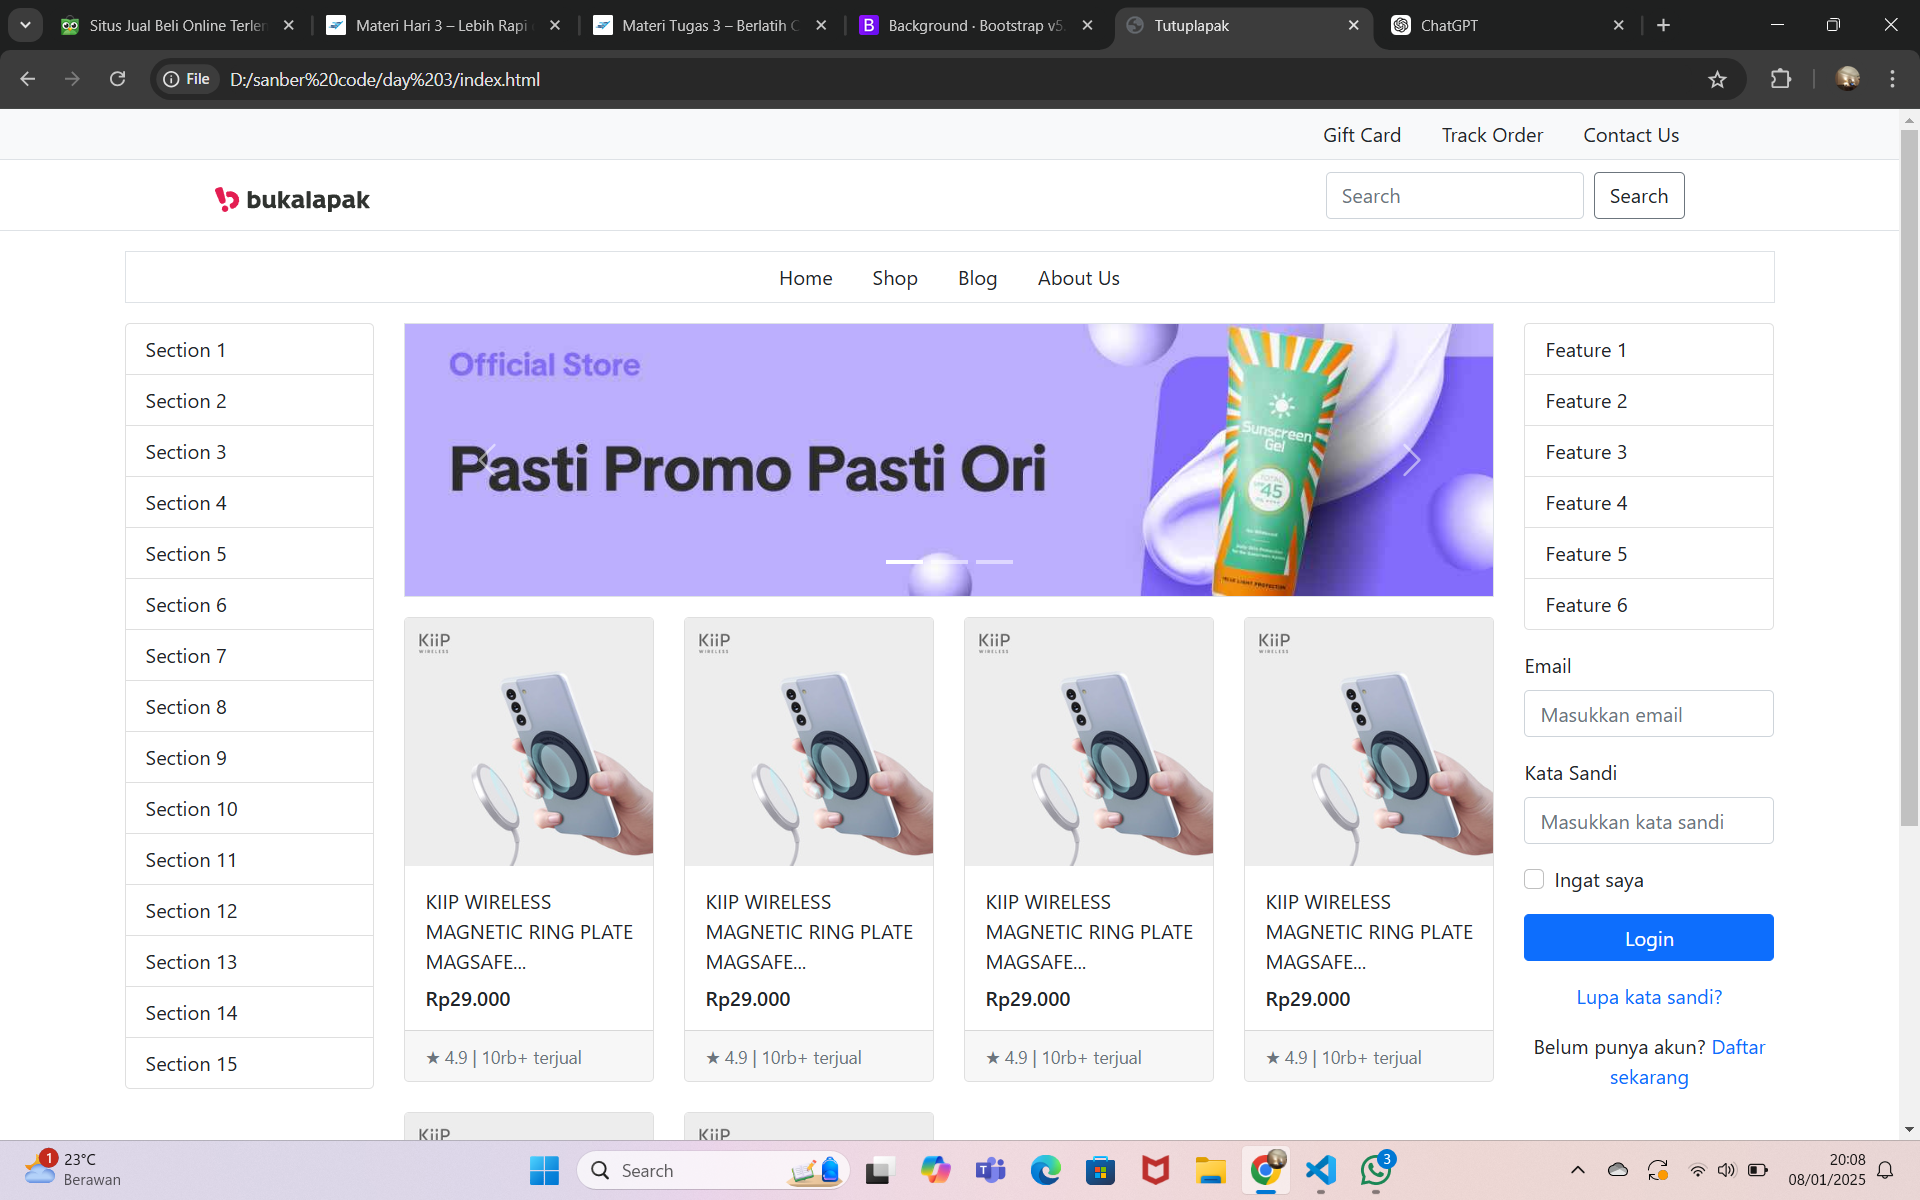 Situs Jual Beli Online Terlen
Materi Hari 3 – Lebih Rapi
Materi Tugas 3 – Berlatih C
Background · Bootstrap v5.
Tutuplapak
ChatGPT
File
D:/sanber%20code/day%203/index.html
Gift Card
Track Order
Contact Us
bukalapak
Search
Search
Home
Shop
Blog
About Us
Section 1
Section 2
Section 3
Section 4
Section 5
Section 6
Section 7
Section 8
Section 9
Section 10
Section 11
Section 12
Section 13
Section 14
Section 15
Official Store
Pasti Promo Pasti Ori
Sunscreen
Gel
TOTAL
45
KiiP
WIRELESS
KIIP WIRELESS
MAGNETIC RING PLATE
MAGSAFE...
Rp29.000
★ 4.9 | 10rb+ terjual
KiiP
WIRELESS
KIIP WIRELESS
MAGNETIC RING PLATE
MAGSAFE...
Rp29.000
★ 4.9 | 10rb+ terjual
KiiP
WIRELESS
KIIP WIRELESS
MAGNETIC RING PLATE
MAGSAFE...
Rp29.000
★ 4.9 | 10rb+ terjual
KiiP
WIRELESS
KIIP WIRELESS
MAGNETIC RING PLATE
MAGSAFE...
Rp29.000
★ 4.9 | 10rb+ terjual
KiiP
KiiP
Feature 1
Feature 2
Feature 3
Feature 4
Feature 5
Feature 6
Email
Masukkan email
Kata Sandi
Masukkan kata sandi
Ingat saya
Login
Lupa kata sandi?
Belum punya akun? Daftar
sekarang
1
23°C
Berawan
Search
3
20:08
08/01/2025